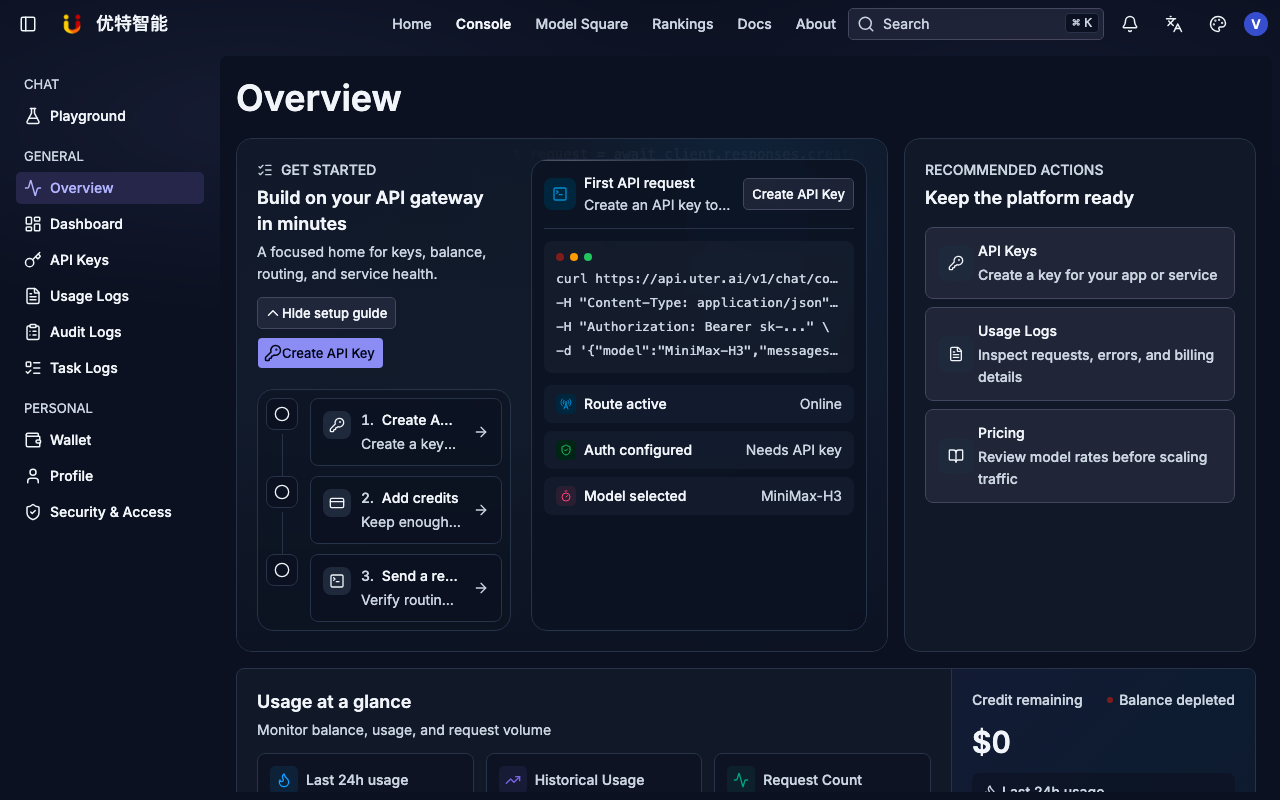 优特智能
Home
Console
Model Square
Rankings
Docs
About
Search
⌘ K
V
CHAT
Playground
GENERAL
Overview
Dashboard
API Keys
Usage Logs
Audit Logs
Task Logs
PERSONAL
Wallet
Profile
Security & Access
Overview
GET STARTED
Build on your API gateway
in minutes
A focused home for keys, balance,
routing, and service health.
Hide setup guide
Create API Key
1. Create A...
Create a key...
2. Add credits
Keep enough...
3. Send a re...
Verify routin...
request = await client.responses.create
First API request
Create an API key to...
Create API Key
curl https://api.uter.ai/v1/chat/co…
-H "Content-Type: application/json"…
-H "Authorization: Bearer sk-..." \
-d '{"model":"MiniMax-H3","messages…
Route active
Online
Auth configured
Needs API key
Model selected
MiniMax-H3
RECOMMENDED ACTIONS
Keep the platform ready
API Keys
Create a key for your app or service
Usage Logs
Inspect requests, errors, and billing
details
Pricing
Review model rates before scaling
traffic
Usage at a glance
Monitor balance, usage, and request volume
Last 24h usage
Historical Usage
Request Count
Credit remaining
Balance depleted
$0
Last 24h usage